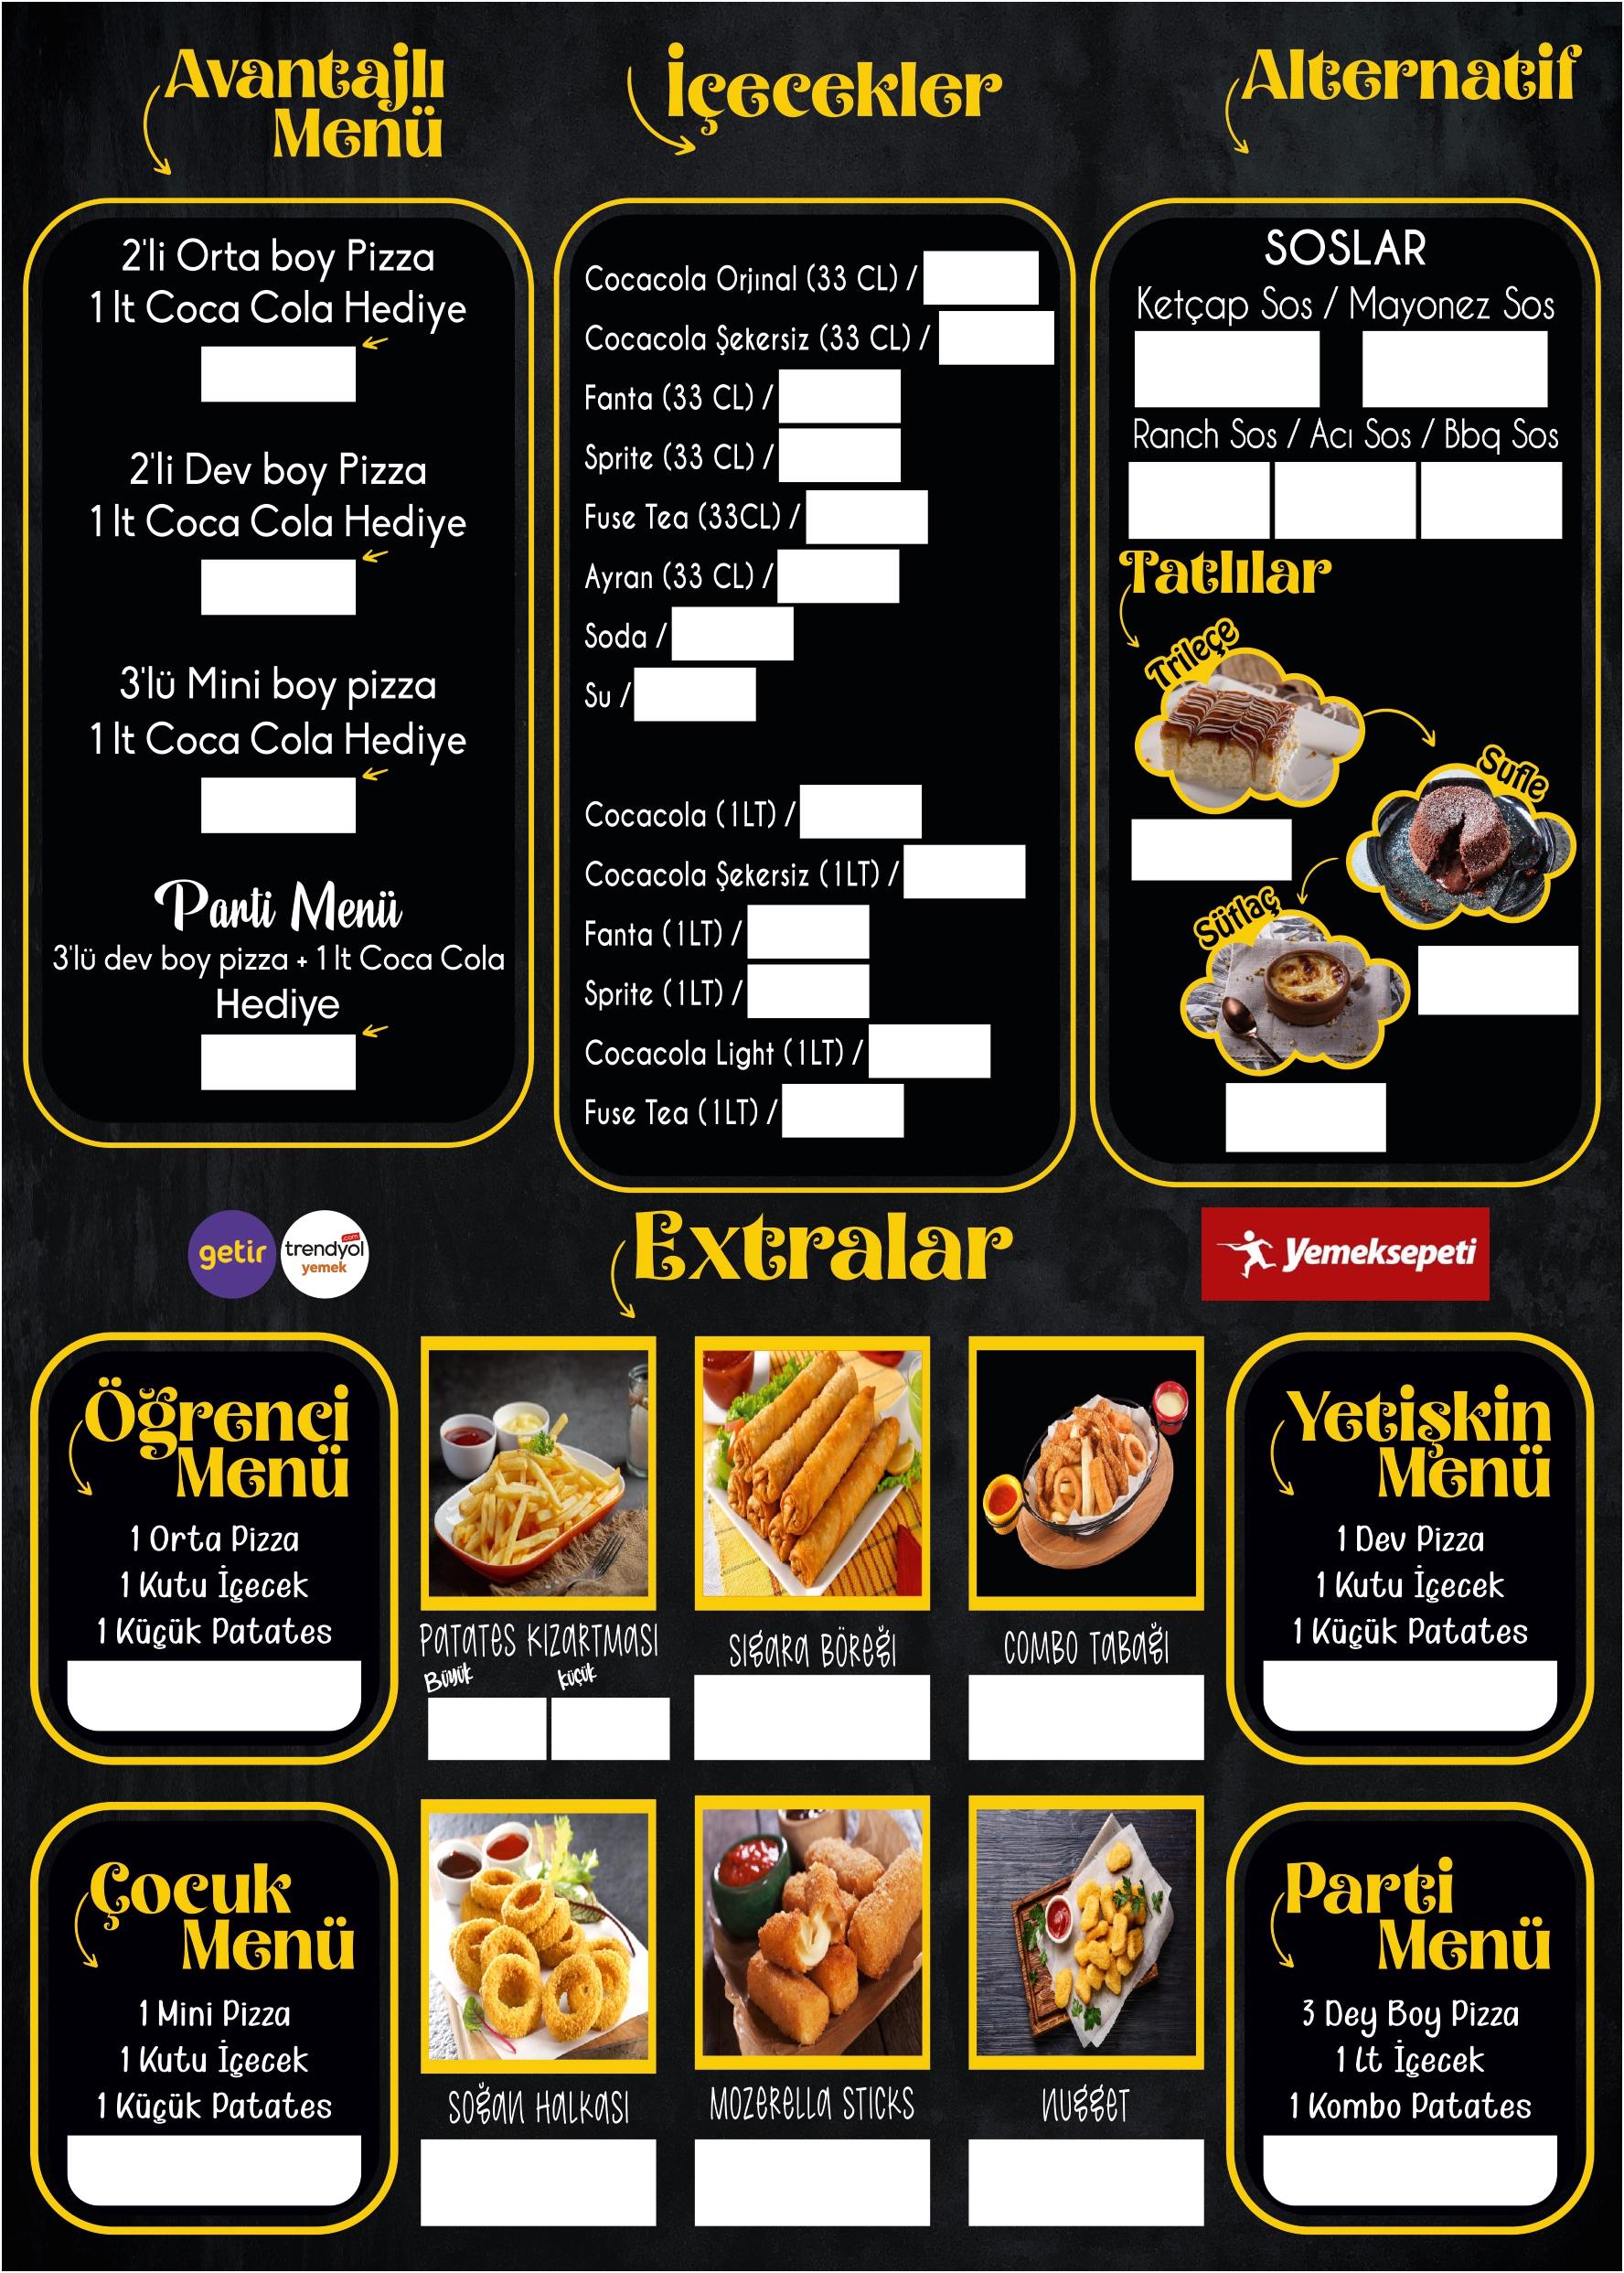 Avantajlı
Menü
2'li Orta boy Pizza
1 lt Coca Cola Hediye
2'li Dev boy Pizza
1 lt Coca Cola Hediye
3'lü Mini boy pizza
1 lt Coca Cola Hediye
Parti Menü
3'lü dev boy pizza + 1 lt Coca Cola
Hediye
İçecekler
Cocacola Orjınal (33 CL) /
Cocacola Şekersiz (33 CL) /
Fanta (33 CL) /
Sprite (33 CL) /
Fuse Tea (33CL) /
Ayran (33 CL) /
Soda /
Su /
Cocacola (1LT) /
Cocacola Şekersiz (1LT) /
Fanta (1LT) /
Sprite (1LT) /
Cocacola Light (1LT) /
Fuse Tea (1LT) /
Alternatif
SOSLAR
Ketçap Sos / Mayonez Sos
Ranch Sos / Acı Sos / Bbq Sos
Tatlılar
Trileçe
Sufle
Sütlaç
getir
trendyol
.com
yemek
Extralar
Yemeksepeti
Öğrenci
Menü
1 Orta Pizza
1 Kutu İçecek
1 Küçük Patates
PATATES KIZARTMASI
Büyük
küçük
SIGARA BÖREĞI
COMBO TABAĞI
Yetişkin
Menü
1 Dev Pizza
1 Kutu İçecek
1 Küçük Patates
Çocuk
Menü
1 Mini Pizza
1 Kutu İçecek
1 Küçük Patates
SOĞAN HALKASI
MOZERELLA STICKS
NUGGET
Parti
Menü
3 Dey Boy Pizza
1 Lt İçecek
1 Kombo Patates